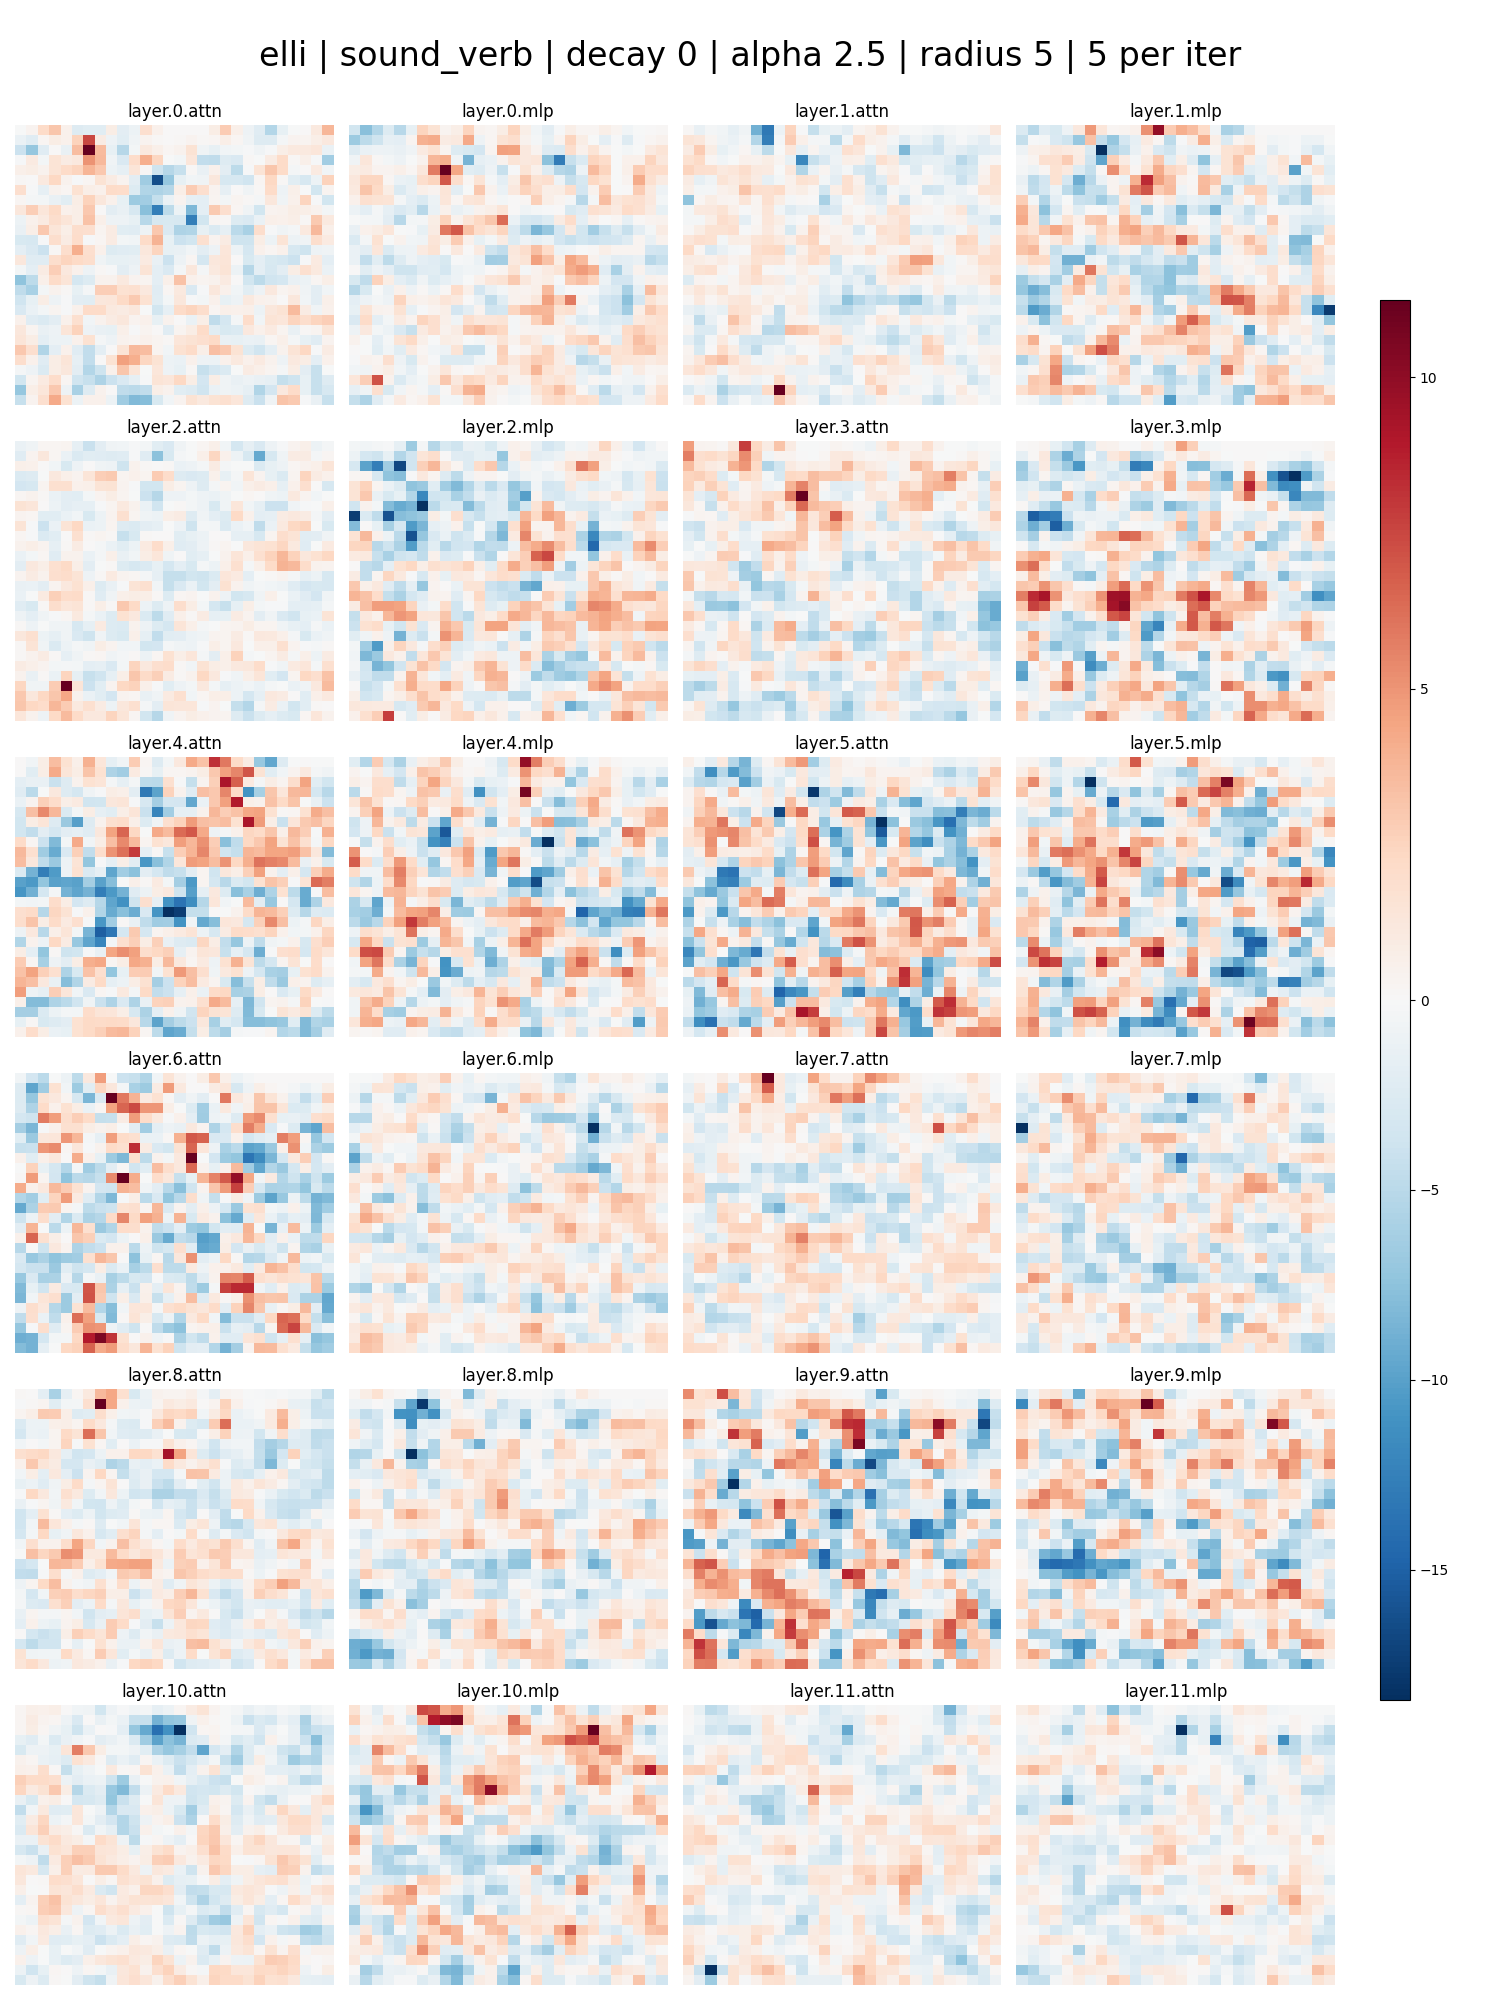 elli | sound_verb | decay 0 | alpha 2.5 | radius 5 | 5 per iter
layer.0.attn layer.0.mlp layer.1.attn layer.1.mlp
layer.2.attn layer.2.mlp layer.3.attn layer.3.mlp
layer.4.attn layer.4.mlp layer.5.attn layer.5.mlp
layer.6.attn layer.6.mlp layer.7.attn layer.7.mlp
layer.8.attn layer.8.mlp layer.9.attn layer.9.mlp
layer.10.attn layer.10.mlp layer.11.attn layer.11.mlp
10
5
0
−5
−10
−15